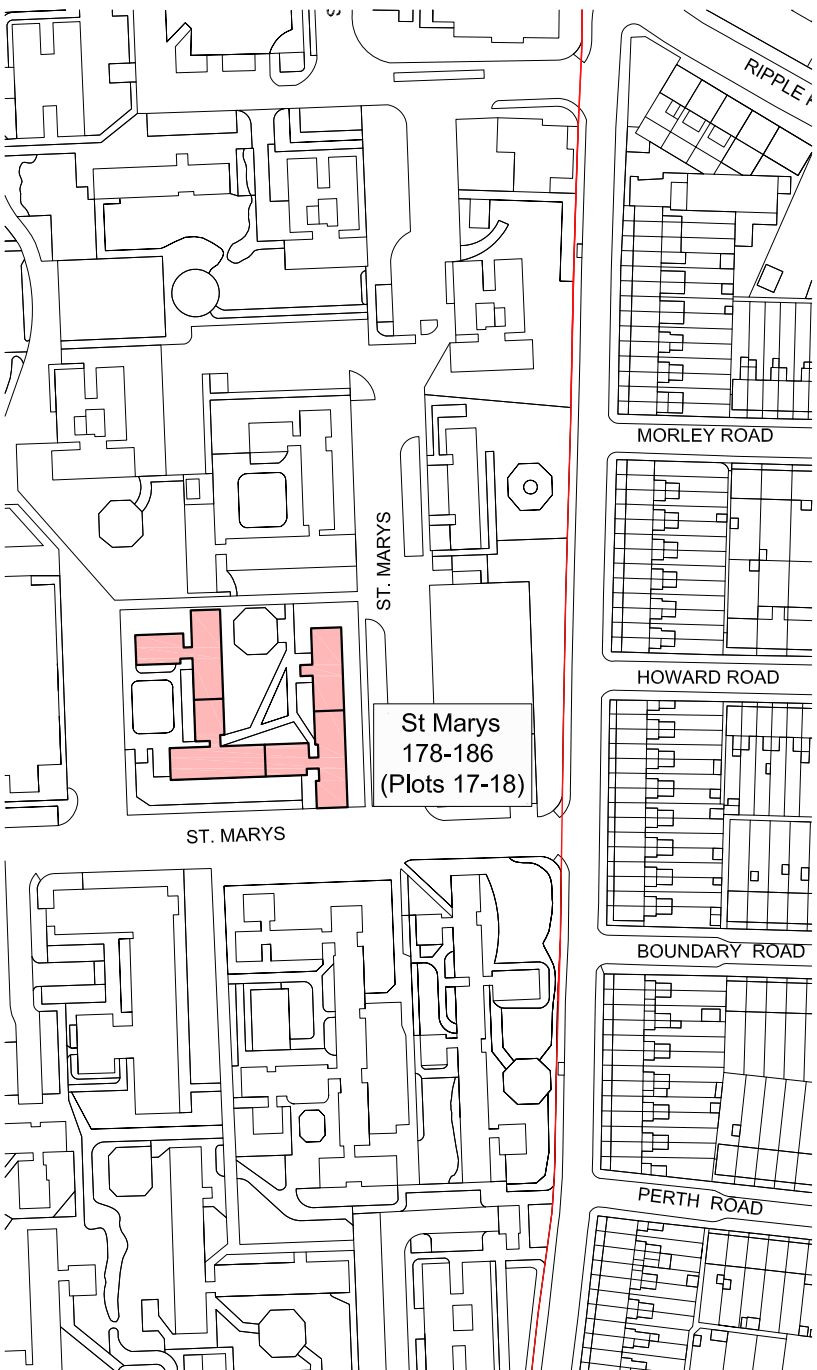 S
RIPPLE
MORLEY ROAD
ST. MARYS
HOWARD ROAD
St Marys
178-186
(Plots 17-18)
ST. MARYS
BOUNDARY ROAD
PERTH ROAD